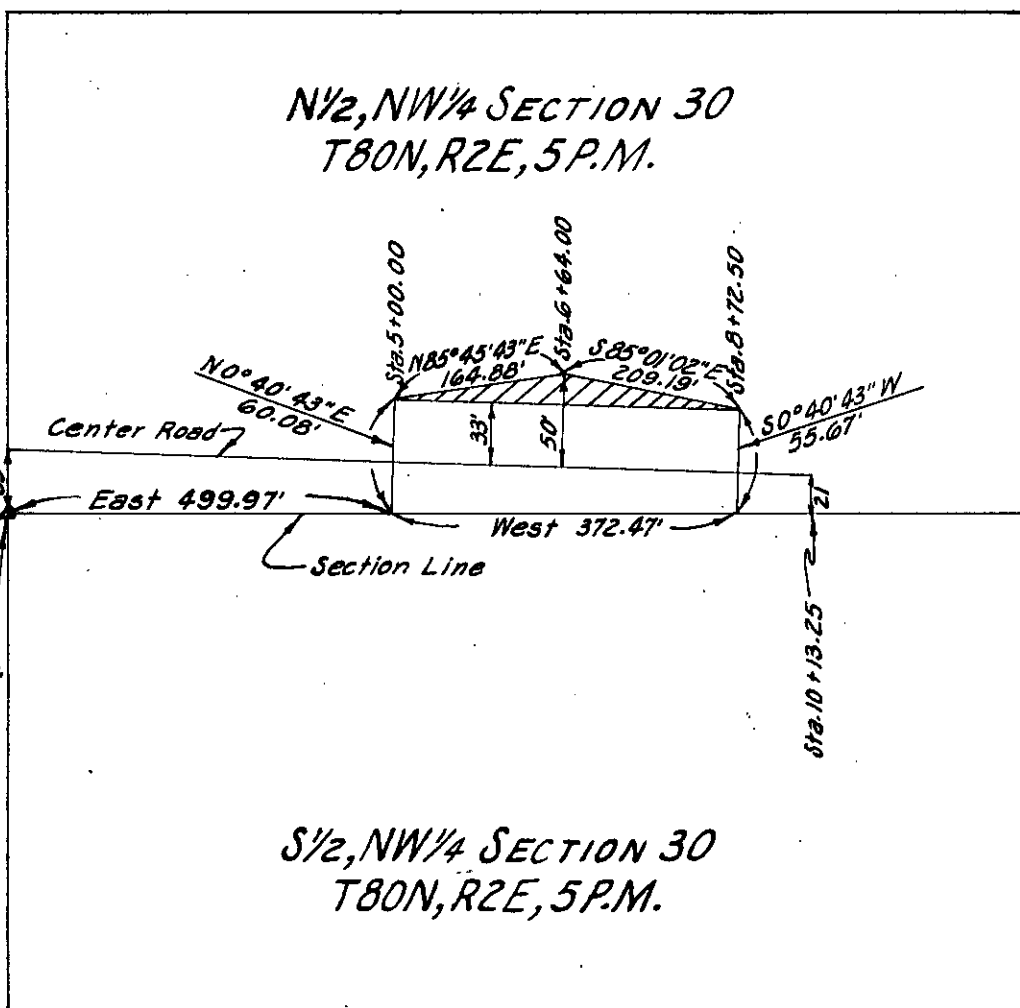 N½, NW¼ SECTION 30
T80N, R2E, 5 P.M.
Sta. 5+00.00
Sta. 6+64.00
Sta. 8+72.50
N85°45'43"E
164.88'
S85°01'02"E
209.19'
N0°40'43"E
60.08'
S0°40'43"W
55.67'
33'
50'
Center Road
East 499.97'
West 372.47'
21
Section Line
Sta. 10+13.25
S½, NW¼ SECTION 30
T80N, R2E, 5 P.M.